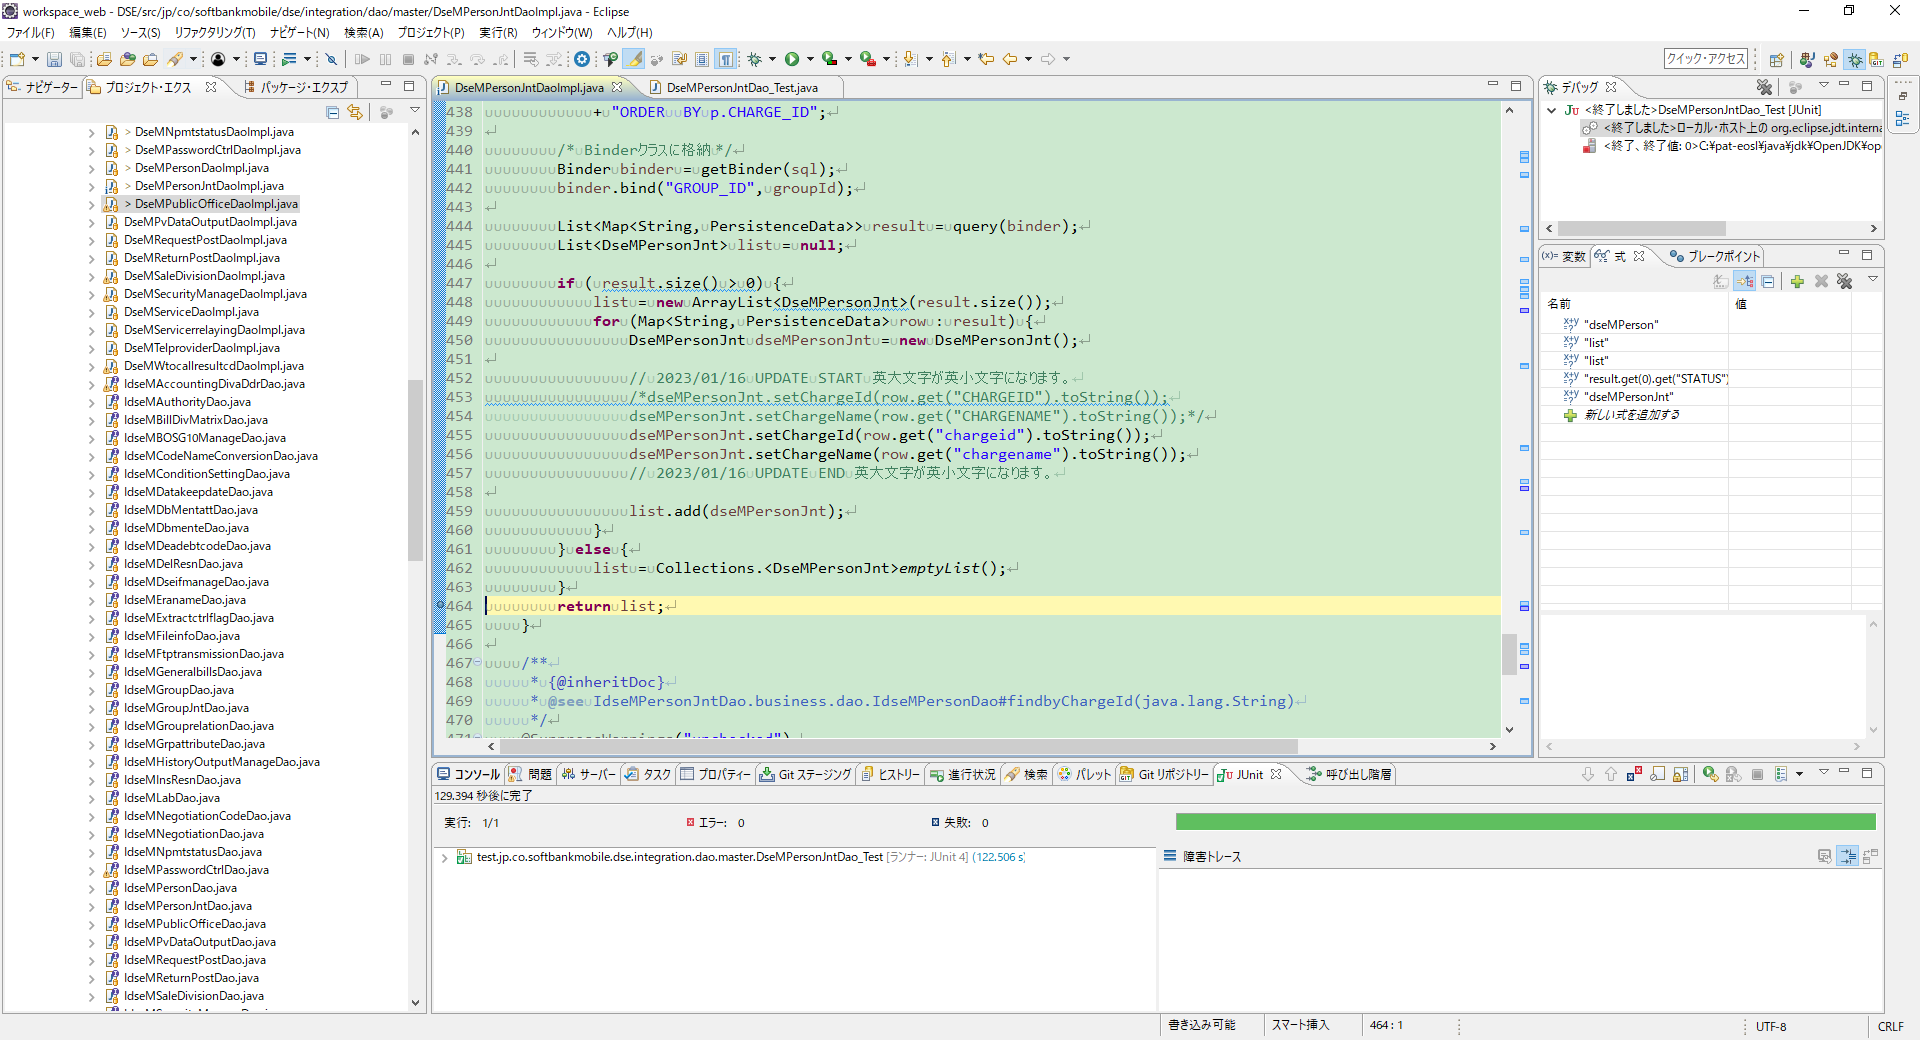 workspace_web - DSE/src/jp/co/softbankmobile/dse/integration/dao/master/DseMPersonJntDaoImpl.java - Eclipse
ファイル(F) 編集(E) ソース(S) リファクタリング(T) ナビゲート(N) 検索(A) プロジェクト(P) 実行(R) ウィンドウ(W) ヘルプ(H)
クイック・アクセス
ナビゲーター プロジェクト・エクス パッケージ・エクスプ
> DseMNpmtstatusDaoImpl.java
> DseMPasswordCtrlDaoImpl.java
> DseMPersonDaoImpl.java
> DseMPersonJntDaoImpl.java
> DseMPublicOfficeDaoImpl.java
DseMPvDataOutputDaoImpl.java
DseMRequestPostDaoImpl.java
DseMReturnPostDaoImpl.java
DseMSaleDivisionDaoImpl.java
DseMSecurityManageDaoImpl.java
DseMServiceDaoImpl.java
DseMServicerrelayingDaoImpl.java
DseMTelproviderDaoImpl.java
DseMWtocallresultcdDaoImpl.java
IdseMAccountingDivaDdrDao.java
IdseMAuthorityDao.java
IdseMBillDivMatrixDao.java
IdseMBOSG10ManageDao.java
IdseMCodeNameConversionDao.java
IdseMConditionSettingDao.java
IdseMDatakeepdateDao.java
IdseMDbMentattDao.java
IdseMDbmenteDao.java
IdseMDeadebtcodeDao.java
IdseMDelResnDao.java
IdseMDseifmanageDao.java
IdseMEranameDao.java
IdseMExtractctrlflagDao.java
IdseMFileinfoDao.java
IdseMFtptransmissionDao.java
IdseMGeneralbillsDao.java
IdseMGroupDao.java
IdseMGroupJntDao.java
IdseMGrouprelationDao.java
IdseMGrpattributeDao.java
IdseMHistoryOutputManageDao.java
IdseMInsResnDao.java
IdseMLabDao.java
IdseMNegotiationCodeDao.java
IdseMNegotiationDao.java
IdseMNpmtstatusDao.java
IdseMPasswordCtrlDao.java
IdseMPersonDao.java
IdseMPersonJntDao.java
IdseMPublicOfficeDao.java
IdseMPvDataOutputDao.java
IdseMRequestPostDao.java
IdseMReturnPostDao.java
IdseMSaleDivisionDao.java
DseMPersonJntDaoImpl.java DseMPersonJntDao_Test.java
438 + "ORDER BY p.CHARGE_ID";
439
440 /* Binderクラスに格納 */
441 Binder binder = getBinder(sql);
442 binder.bind("GROUP_ID", groupId);
443
444 List<Map<String, PersistenceData>> result = query(binder);
445 List<DseMPersonJnt> list = null;
446
447 if ( result.size() > 0) {
448 list = new ArrayList<DseMPersonJnt>(result.size());
449 for (Map<String, PersistenceData> row : result) {
450 DseMPersonJnt dseMPersonJnt = new DseMPersonJnt();
451
452 // 2023/01/16 UPDATE START 英大文字が英小文字になります。
453 /*dseMPersonJnt.setChargeId(row.get("CHARGEID").toString());
454 dseMPersonJnt.setChargeName(row.get("CHARGENAME").toString());*/
455 dseMPersonJnt.setChargeId(row.get("chargeid").toString());
456 dseMPersonJnt.setChargeName(row.get("chargename").toString());
457 // 2023/01/16 UPDATE END 英大文字が英小文字になります。
458
459 list.add(dseMPersonJnt);
460 }
461 } else {
462 list = Collections.<DseMPersonJnt>emptyList();
463 }
464 return list;
465 }
466
467 /**
468 * {@inheritDoc}
469 * @see IdseMPersonJntDao.business.dao.IdseMPersonDao#findbyChargeId(java.lang.String)
470 */
デバッグ
<終了しました>DseMPersonJntDao_Test [JUnit]
<終了しました>ローカル・ホスト上の org.eclipse.jdt.interna
<終了、終了値: 0>C:¥pat-eosl¥java¥jdk¥OpenJDK¥op
変数 式 ブレークポイント
名前 値
"dseMPerson"
"list"
"list"
"result.get(0).get("STATUS")
"dseMPersonJnt"
新しい式を追加する
コンソール 問題 サーバー タスク プロパティー Git ステージング ヒストリー 進行状況 検索 パレット Git リポジトリー JUnit 呼び出し階層
129.394 秒後に完了
実行: 1/1 エラー: 0 失敗: 0
test.jp.co.softbankmobile.dse.integration.dao.master.DseMPersonJntDao_Test [ランナー: JUnit 4] (122.506 s)
障害トレース
書き込み可能 スマート挿入 464 : 1 UTF-8 CRLF